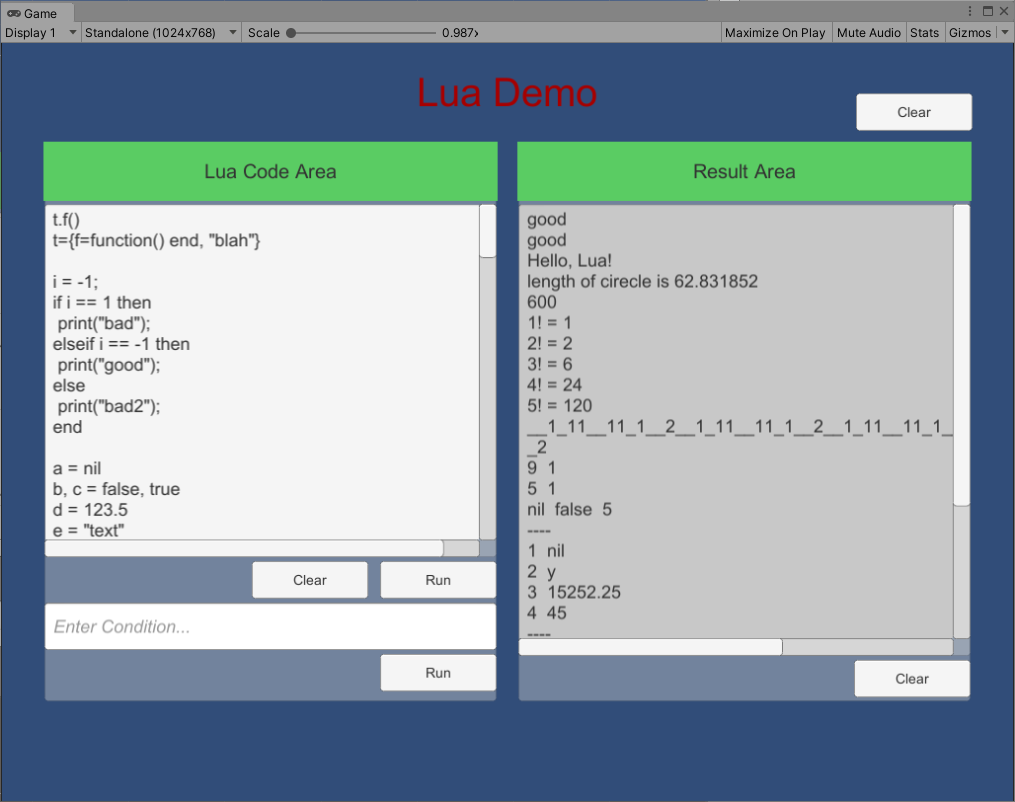 Game
Display 1
Standalone (1024x768)
Scale
0.987x
Maximize On Play
Mute Audio
Stats
Gizmos
Lua Demo
Clear
Lua Code Area
t.f()
t={f=function() end, "blah"}
i = -1;
if i == 1 then
print("bad");
elseif i == -1 then
print("good");
else
print("bad2");
end
a = nil
b, c = false, true
d = 123.5
e = "text"
Clear
Run
Enter Condition...
Run
Result Area
good
good
Hello, Lua!
length of cirecle is 62.831852
600
1! = 1
2! = 2
3! = 6
4! = 24
5! = 120
__1_11__11_1__2__1_11__11_1__2__1_11__11_1_
_2
9 1
5 1
nil false 5
----
1 nil
2 y
3 15252.25
4 45
----
Clear